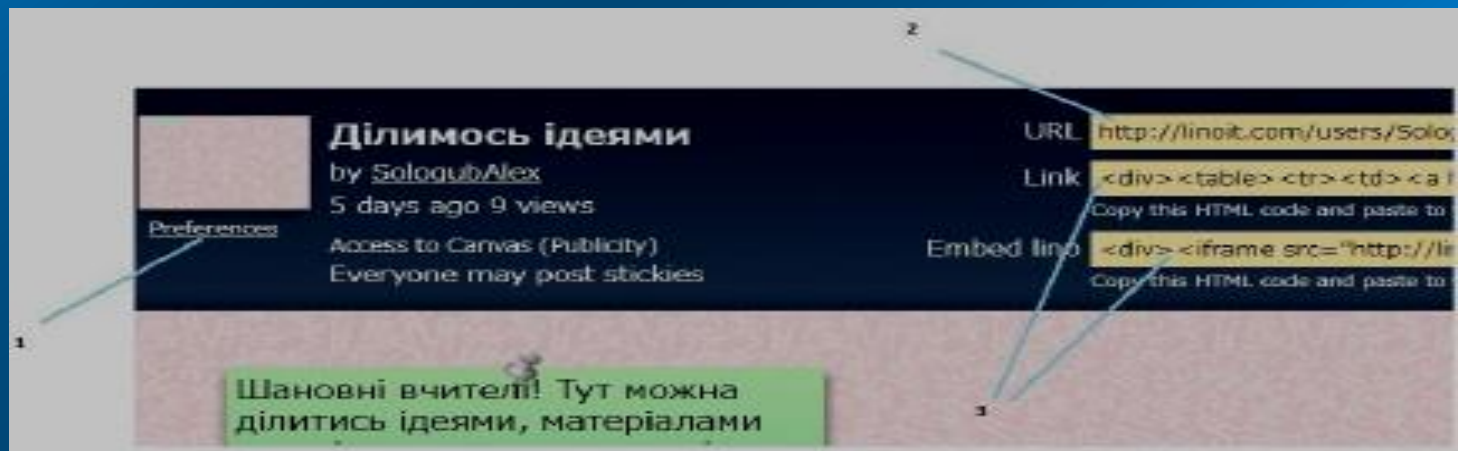 2
Ділимось ідеями
by SologubAlex
5 days ago 9 views
Preferences
Access to Canvas (Publicity)
Everyone may post stickies
URL http://linoit.com/users/Solog
Link <div><table><tr><td><a
Copy this HTML code and paste to
Embed lino <div><iframe src="http://li
Copy this HTML code and paste to
1
3
Шановні вчителі! Тут можна
ділитись ідеями, матеріалами